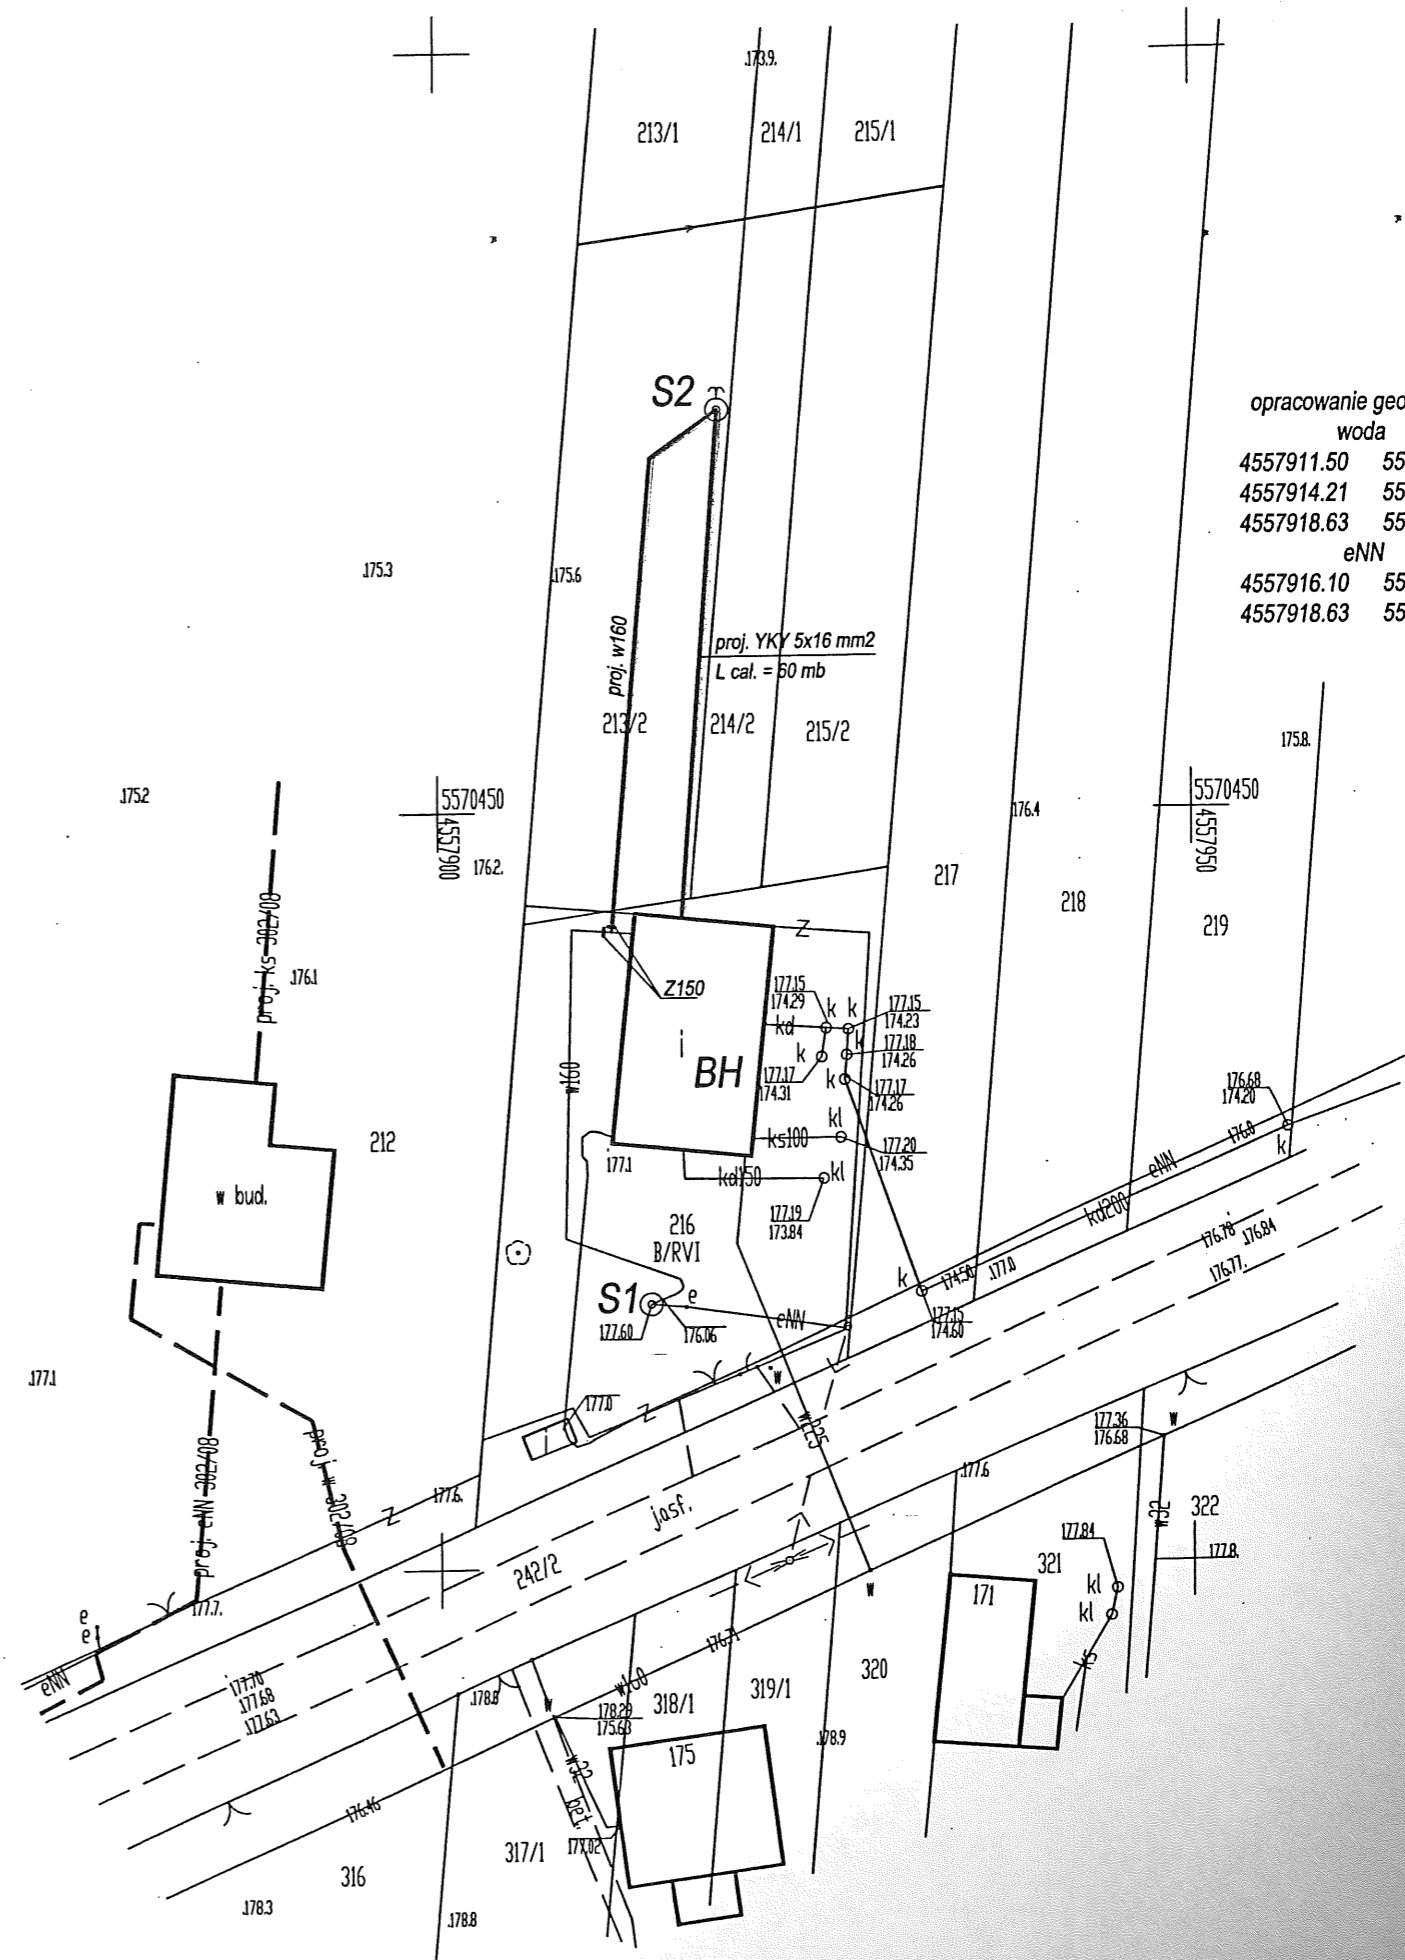 .173.9.
213/1
214/1
215/1
S2
opracowanie geo
woda
4557911.50 55
4557914.21 55
4557918.63 55
eNN
4557916.10 55
4557918.63 55
.175.3
.175.6
proj. w160
proj. YKY 5x16 mm2
L cał. = 60 mb
213/2
214/2
215/2
175.8.
.175.2
5570450
4557900
176.2.
5570450
4557950
176.4
217
218
219
proj. ks 302/08
.176.1
Z
Z150
177.15
174.29
k
k
177.15
174.23
kd
k
177.18
174.26
i
BH
k
177.17
174.31
k
177.17
174.26
w160
176.68
174.20
k
kl
ks100
177.20
174.35
212
177.1
kd150
kl
176.0
eNN
kd200
w bud.
177.19
173.84
216
B/RVI
176.78
176.84
176.77.
S1
e
177.60
176.06
eNN
k
174.50
.177.0
177.15
174.60
.177.1
w
177.0
Z
i
w225
177.36
176.68
w
proj. eNN 302/08
proj. w 302/08
Z
177.6.
.177.6
j.asf.
w32
322
177.84
177.8.
242/2
321
kl
kl
171
w
177.7.
e
e
eNN
176.71
ks
320
177.70
177.68
.177.63
.178.8
w
w160
178.29
175.63
318/1
319/1
.178.9
175
w32
bet.
176.46
177.02
317/1
316
.178.3
.178.8